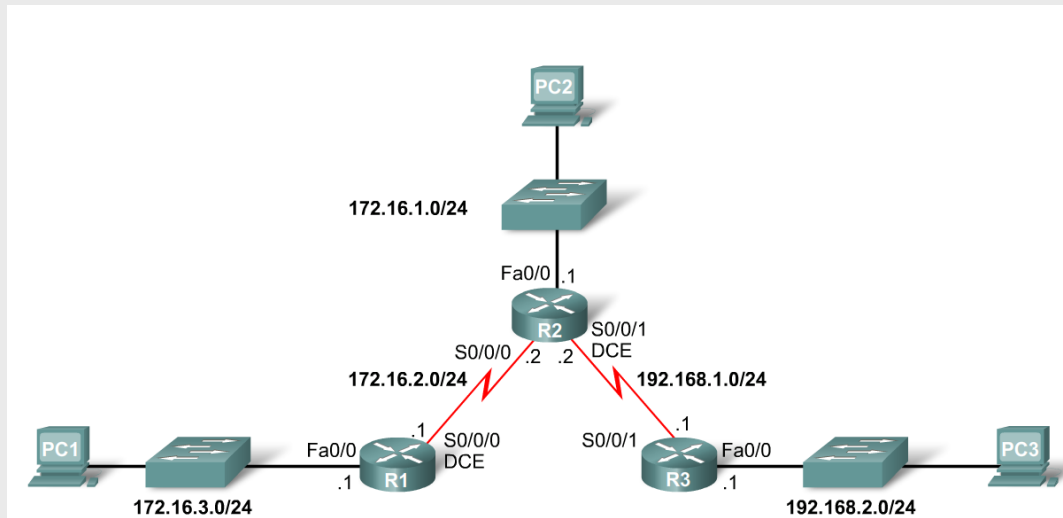 PC2
172.16.1.0/24
Fa0/0
.1
R2
S0/0/1
DCE
S0/0/0
.2
.2
172.16.2.0/24
192.168.1.0/24
PC1
Fa0/0
.1
.1
S0/0/0
DCE
R1
172.16.3.0/24
.1
S0/0/1
Fa0/0
R3
.1
PC3
192.168.2.0/24